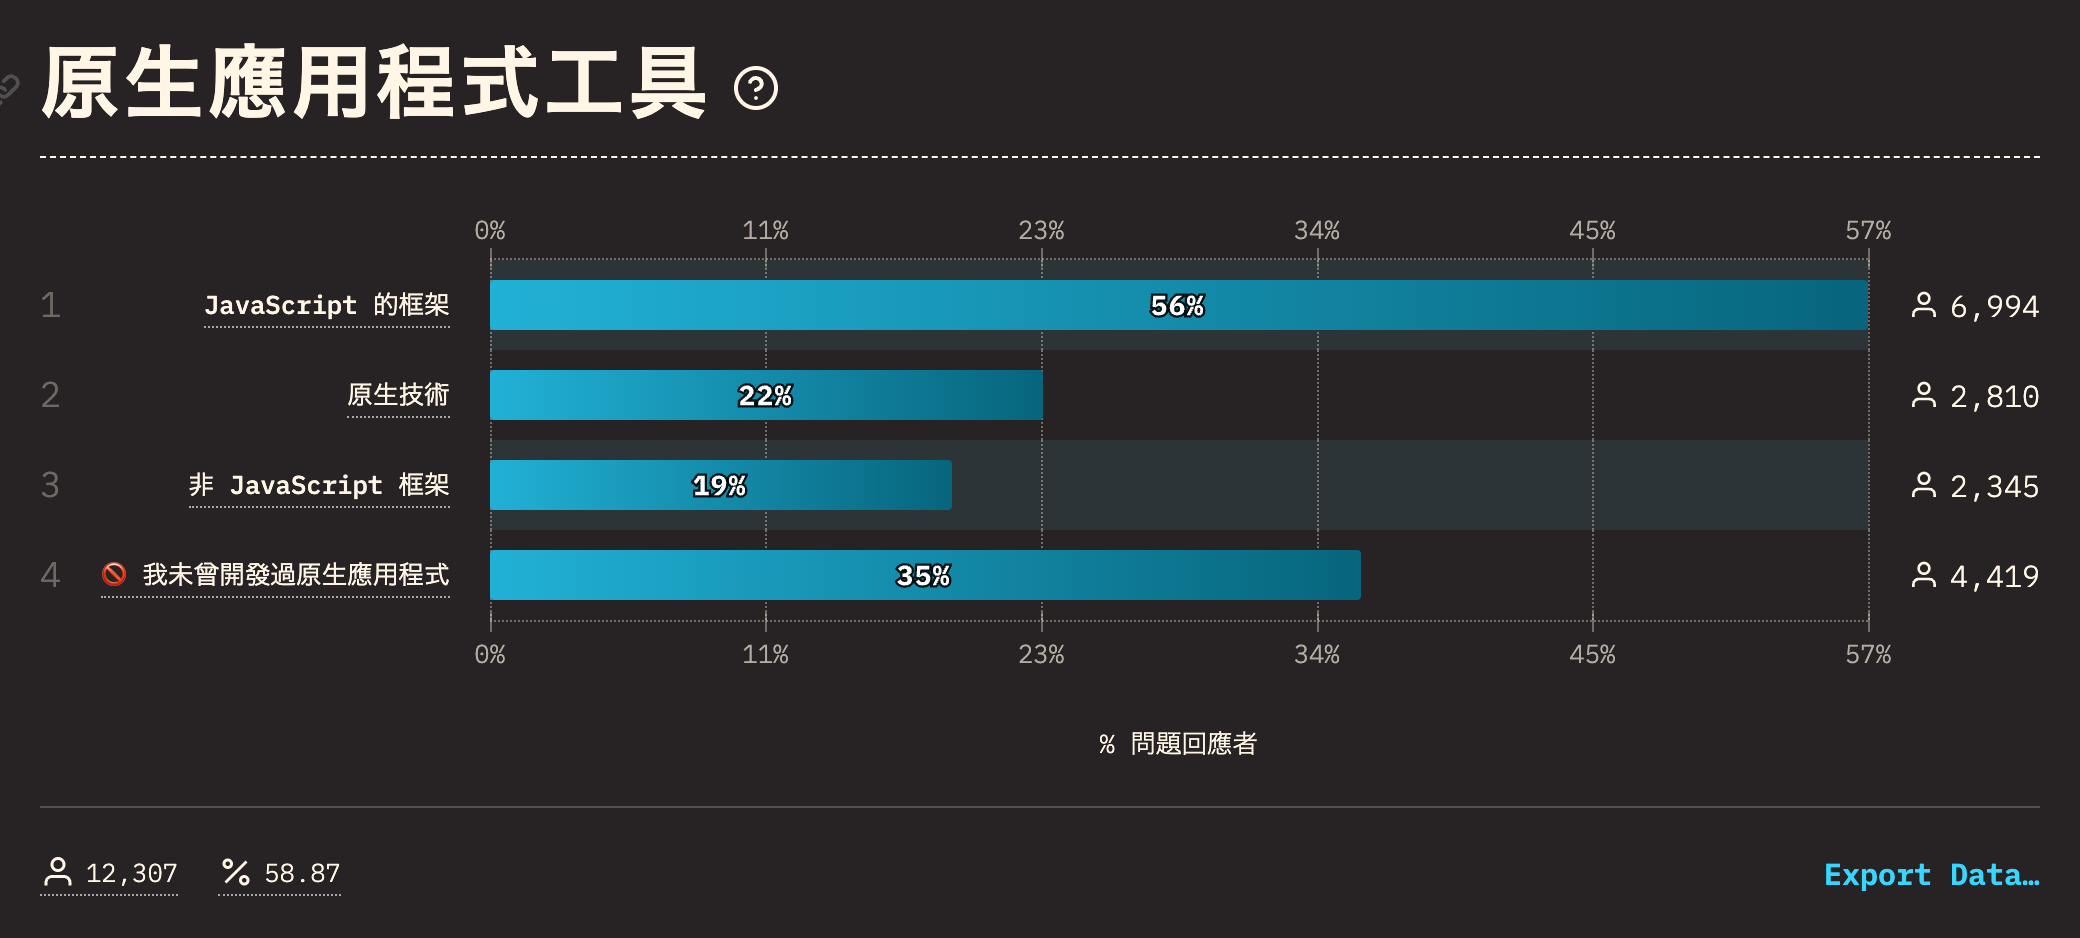 原生應用程式工具
0% 11% 23% 34% 45% 57%
1 JavaScript 的框架 56% 6,994
2 原生技術 22% 2,810
3 非 JavaScript 框架 19% 2,345
4 🚫 我未曾開發過原生應用程式 35% 4,419
0% 11% 23% 34% 45% 57%
% 問題回應者
12,307 % 58.87 Export Data…